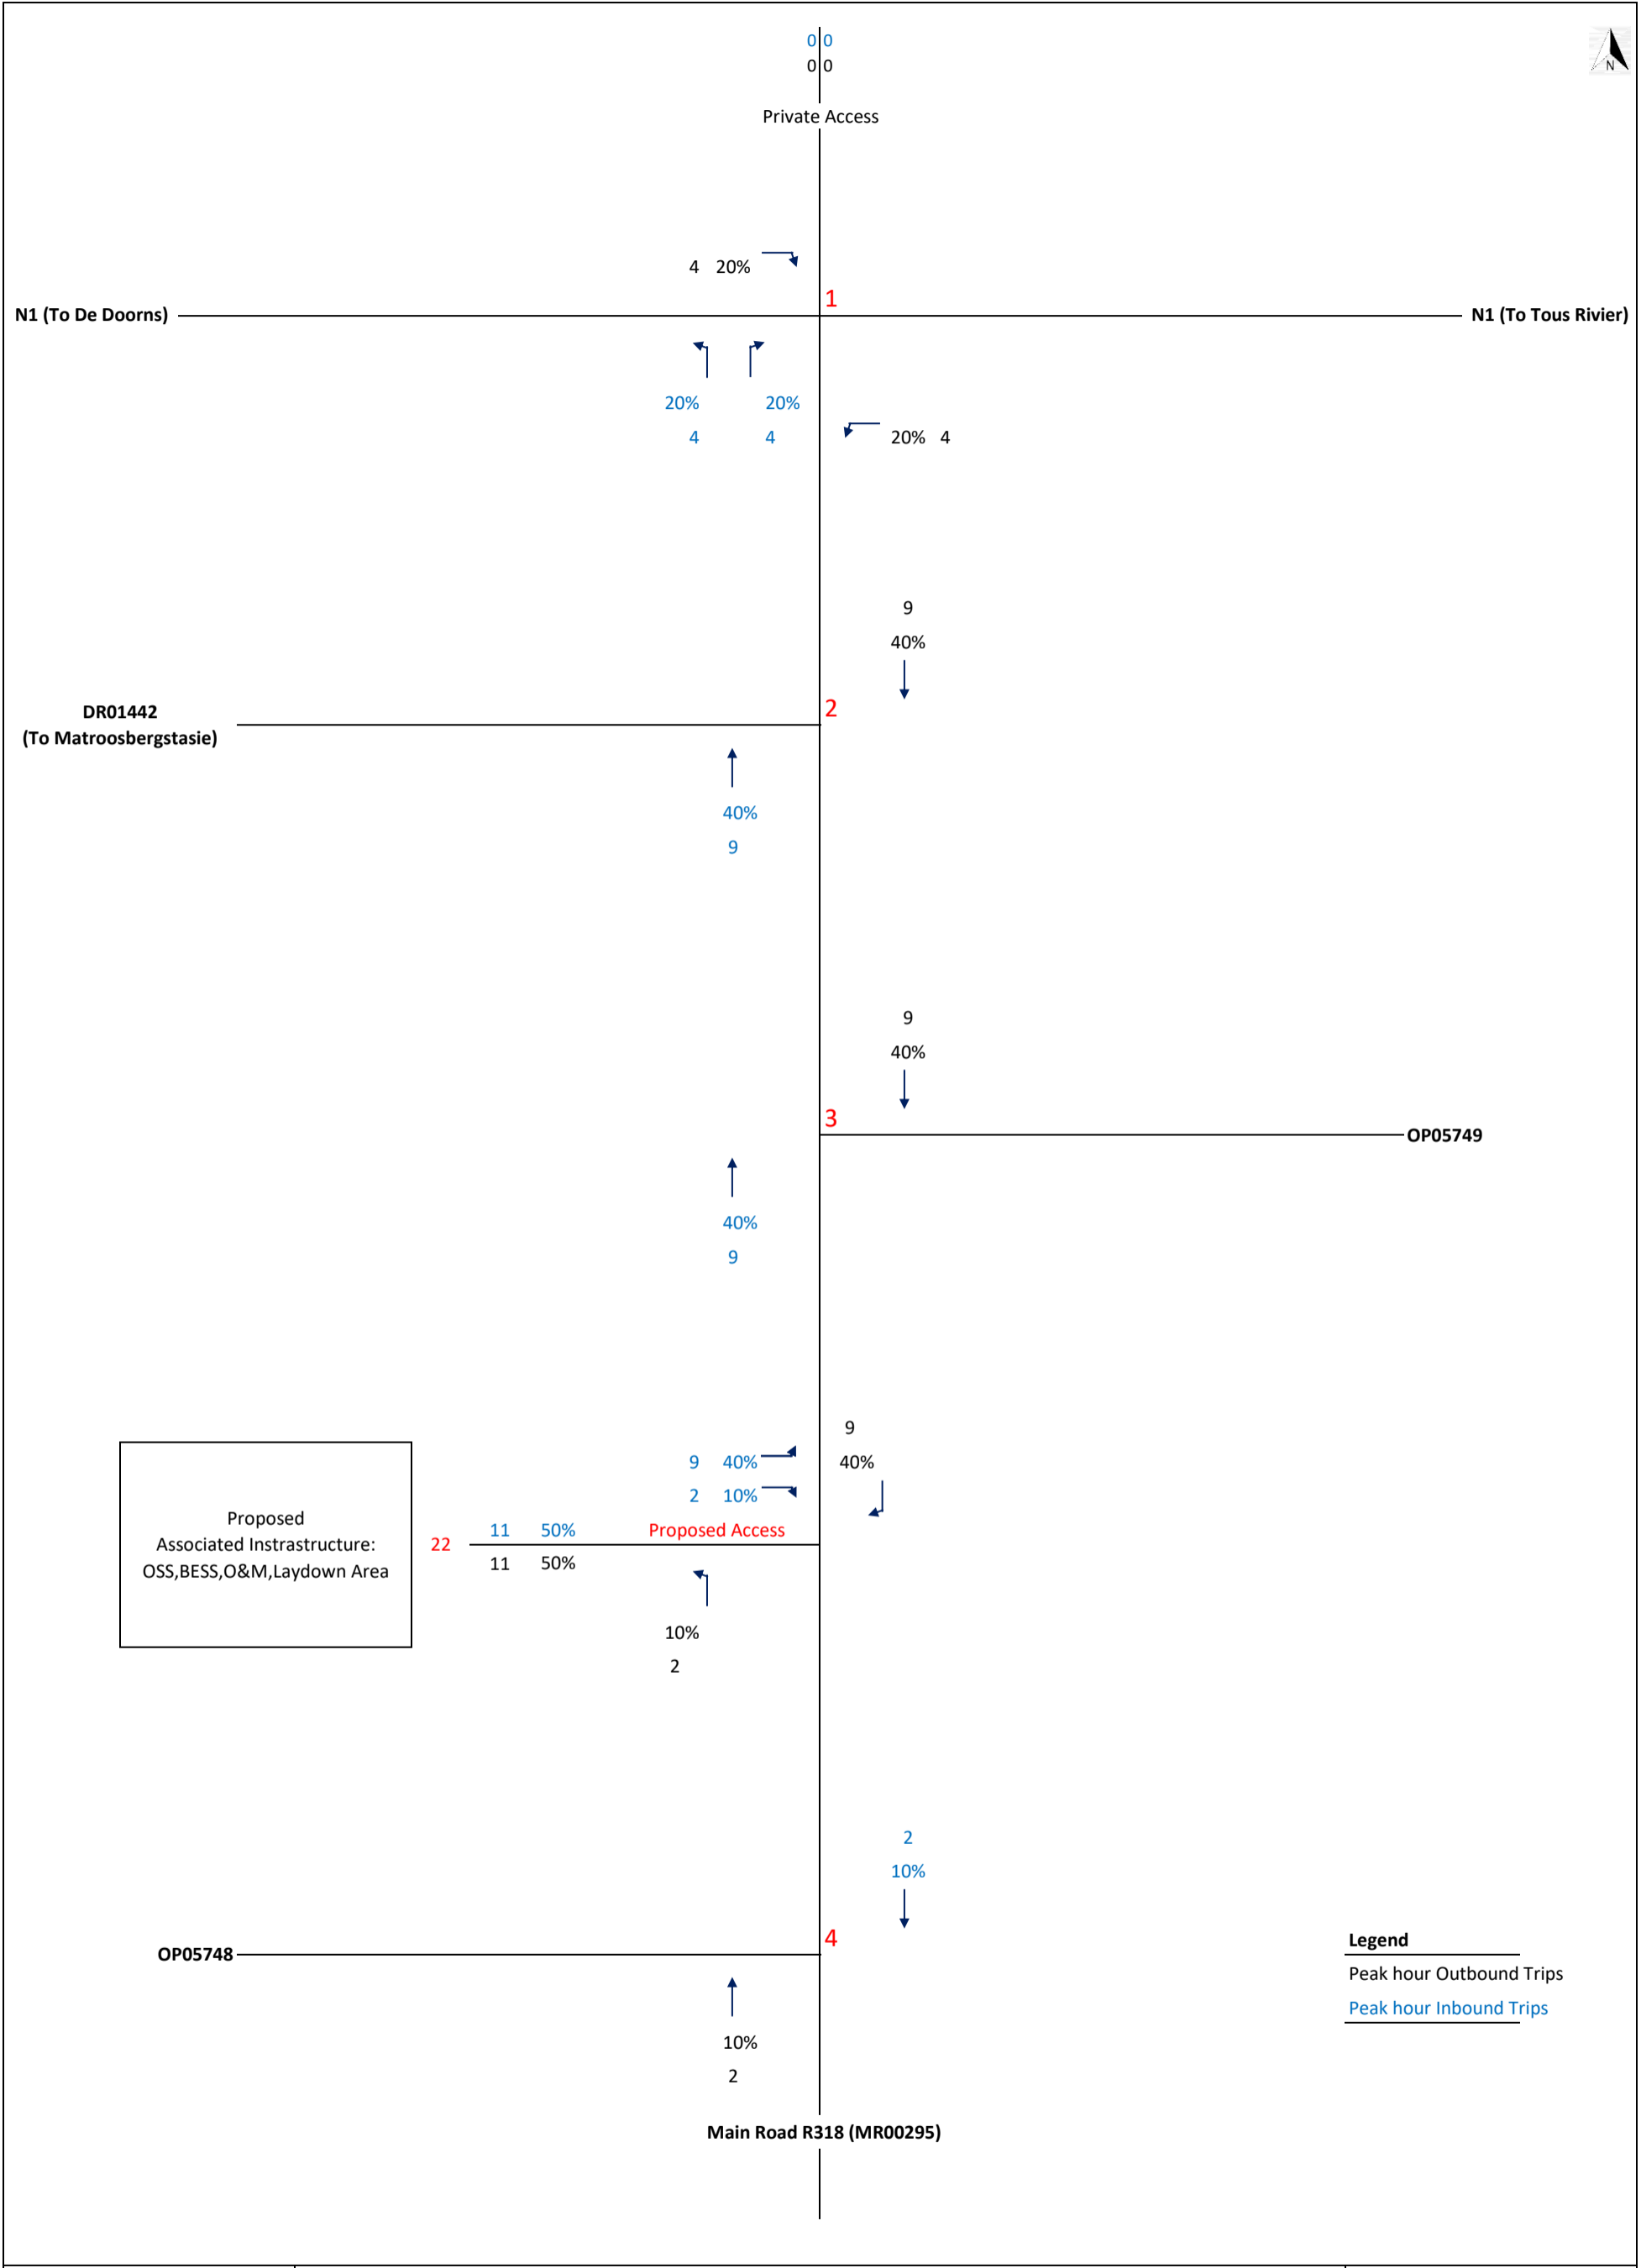 0 0
0 0
N
Private Access
4 20%
1
N1 (To De Doorns)
N1 (To Tous Rivier)
20% 20%
4 4
20% 4
9
40%
2
DR01442
(To Matroosbergstasie)
40%
9
9
40%
3
OP05749
40%
9
9
9 40%
40%
2 10%
Proposed
Associated Instrastructure:
OSS,BESS,O&M,Laydown Area
22
11 50%
Proposed Access
11 50%
10%
2
2
10%
4
OP05748
10%
2
Legend
Peak hour Outbound Trips
Peak hour Inbound Trips
Main Road R318 (MR00295)